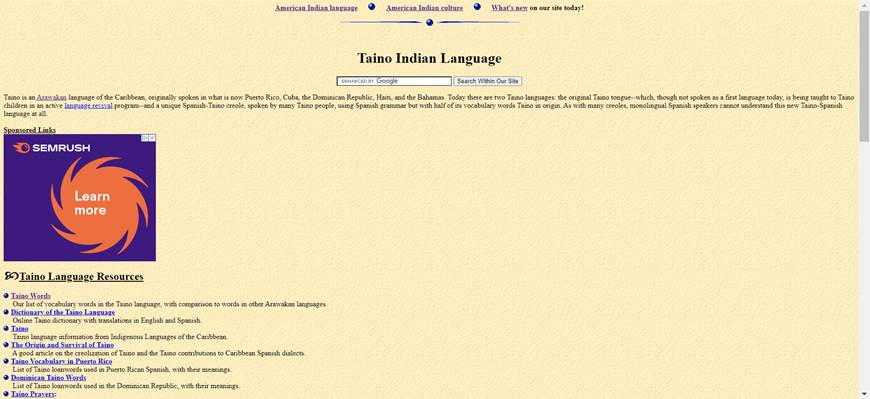 American Indian language American Indian culture What's new on our site today!
Taino Indian Language
ENHANCED BY Google Search Within Our Site
Taino is an Arawakan language of the Caribbean, originally spoken in what is now Puerto Rico, Cuba, the Dominican Republic, Haiti, and the Bahamas. Today there are two Taino languages: the original Taino tongue--which, though not spoken as a first language today, is being taught to Taino
children in an active language revival program--and a unique Spanish-Taino creole, spoken by many Taino people, using Spanish grammar but with half of its vocabulary words Taino in origin. As with many creoles, monolingual Spanish speakers cannot understand this new Taino-Spanish
language at all.
Sponsored Links
SEMRUSH
Learn
more
Taino Language Resources
Taino Words
Our list of vocabulary words in the Taino language, with comparison to words in other Arawakan languages.
Dictionary of the Taino Language
Online Taino dictionary with translations in English and Spanish.
Taino
Taino language information from Indigenous Languages of the Caribbean.
The Origin and Survival of Taino
A good article on the creolization of Taino and the Taino contributions to Caribbean Spanish dialects.
Taino Vocabulary in Puerto Rico
List of Taino loanwords used in Puerto Rican Spanish, with their meanings.
Dominican Taino Words
List of Taino loanwords used in the Dominican Republic, with their meanings.
Taino Prayers: